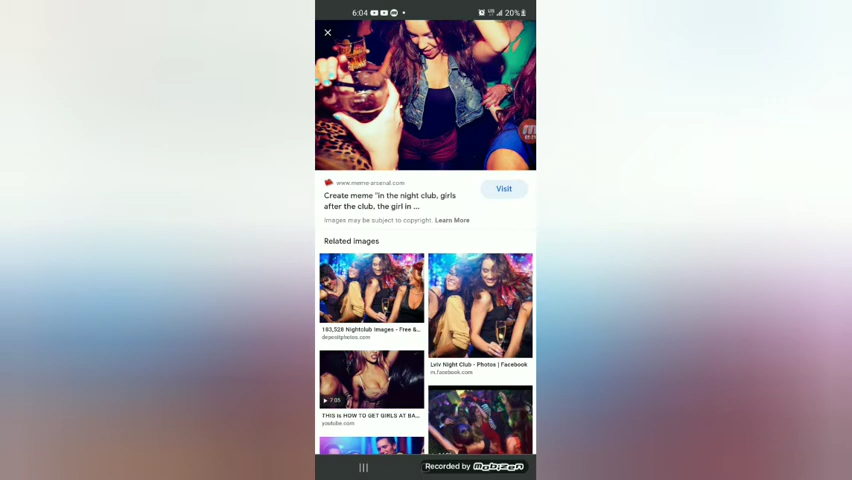 6:04
20%
www.meme-arsenal.com
Create meme "in the night club, girls
after the club, the girl in ...
Visit
Images may be subject to copyright. Learn More
Related images
183,528 Nightclub Images - Free &...
depositphotos.com
Lviv Night Club - Photos | Facebook
m.facebook.com
7:05
THIS is HOW TO GET GIRLS AT BA...
youtube.com
Recorded by mobizen